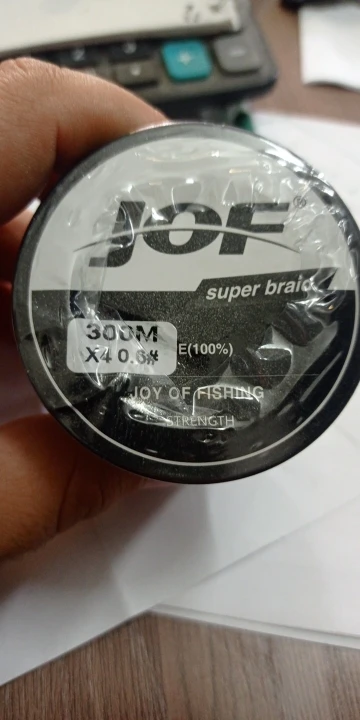 JOF®
super braid
300M
X4 0.6#
E(100%)
JOY OF FISHING
STRENGTH